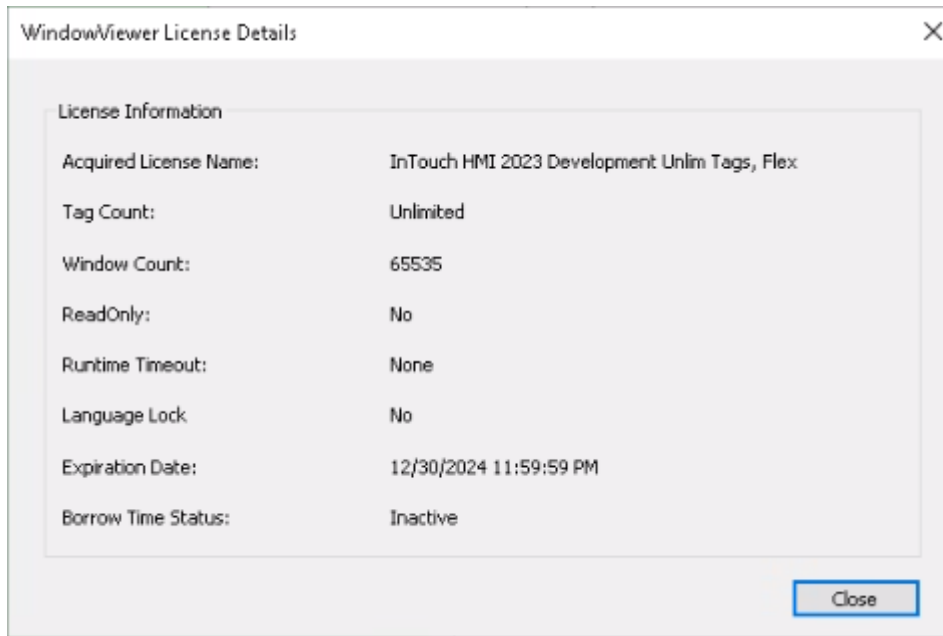 WindowViewer License Details
License Information
Acquired License Name: InTouch HMI 2023 Development Unlim Tags, Flex
Tag Count: Unlimited
Window Count: 65535
ReadOnly: No
Runtime Timeout: None
Language Lock No
Expiration Date: 12/30/2024 11:59:59 PM
Borrow Time Status: Inactive
Close